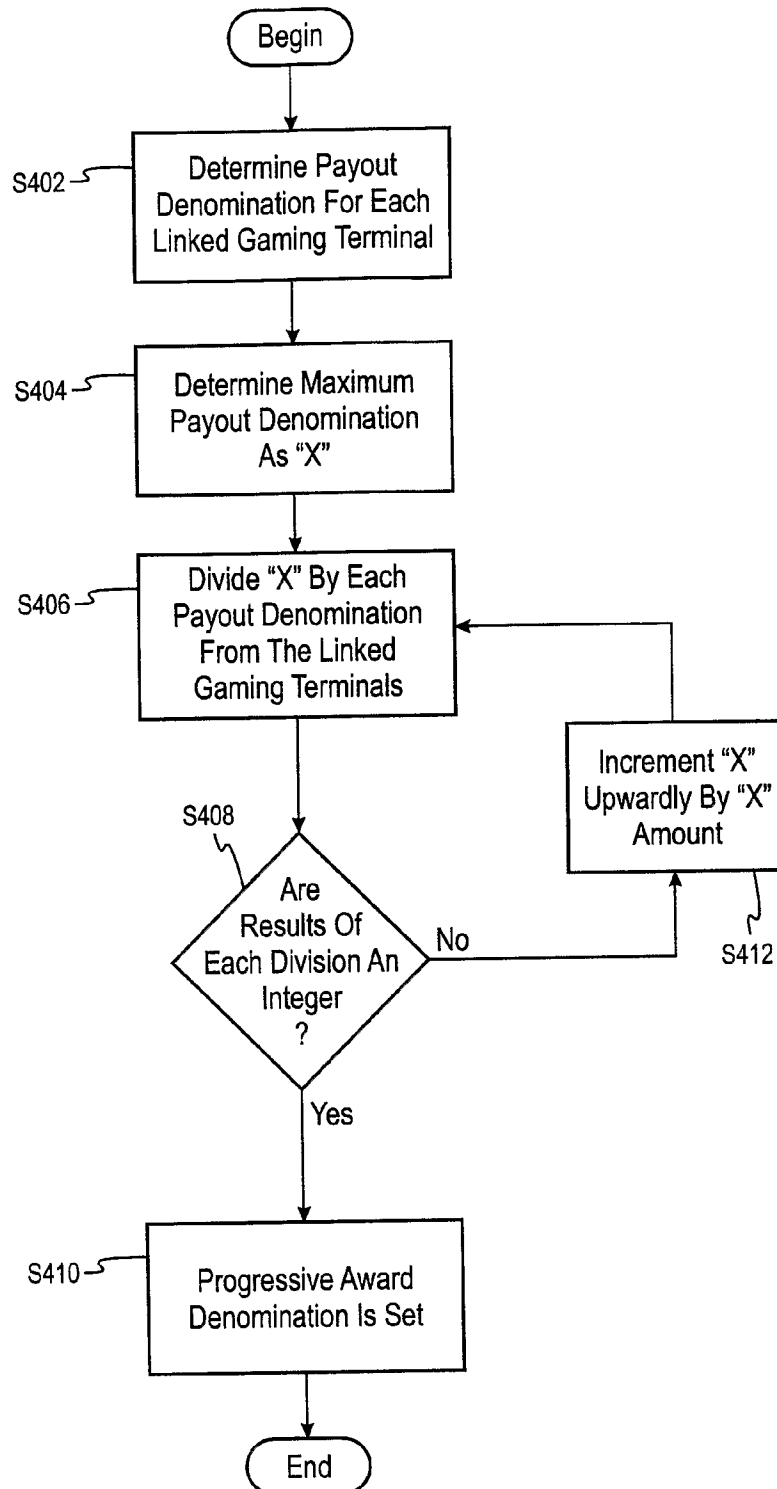 Begin
S402
Determine Payout
Denomination For Each
Linked Gaming Terminal
S404
Determine Maximum
Payout Denomination
As “X”
S406
Divide “X” By Each
Payout Denomination
From The Linked
Gaming Terminals
Increment “X”
Upwardly By “X”
Amount
S412
S408
Are
Results Of
Each Division An
Integer
?
No
Yes
S410
Progressive Award
Denomination Is Set
End